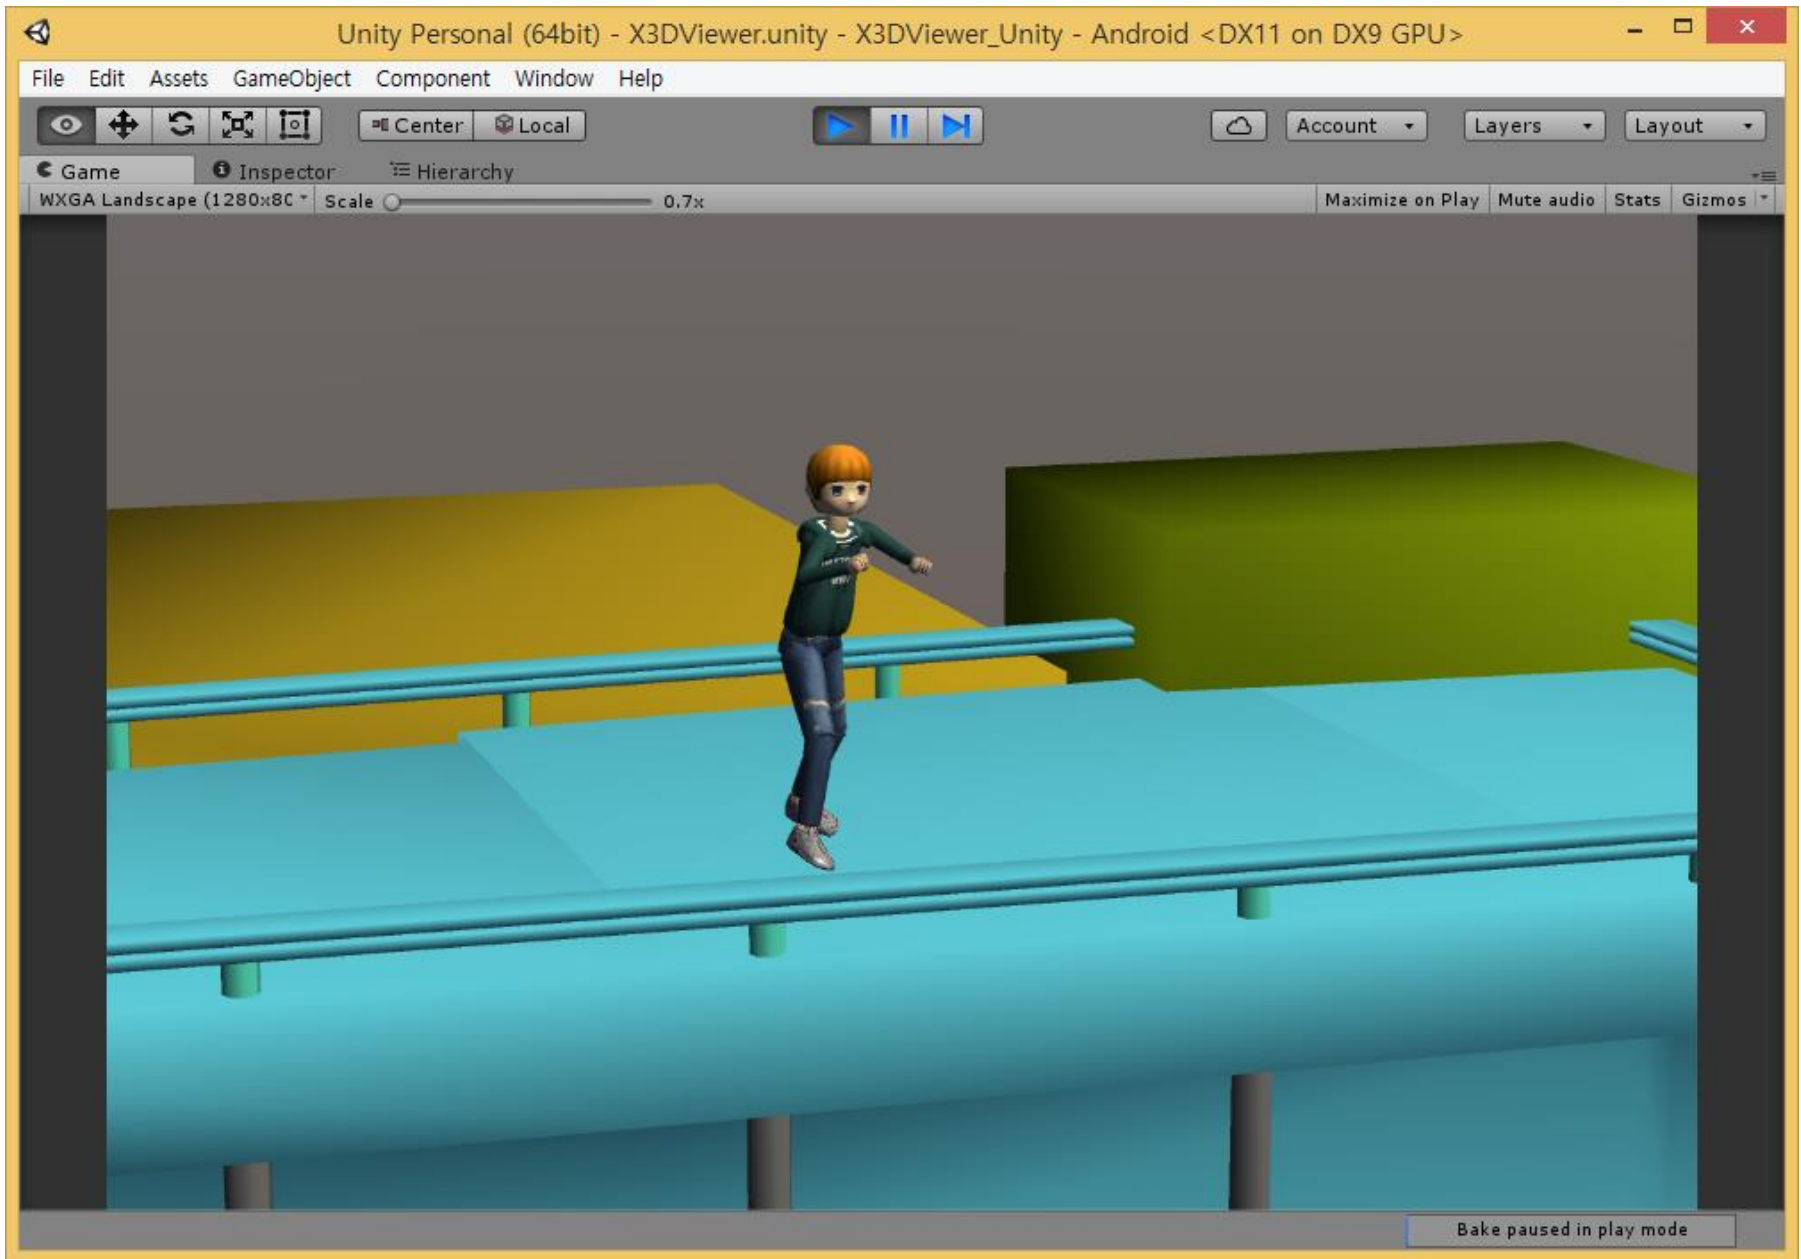 Unity Personal (64bit) - X3DViewer.unity - X3DViewer_Unity - Android <DX11 on DX9 GPU>
File Edit Assets GameObject Component Window Help
Center Local Account Layers Layout
Game Inspector Hierarchy
WXGA Landscape (1280x80 Scale 0.7x Maximize on Play Mute audio Stats Gizmos
Bake paused in play mode